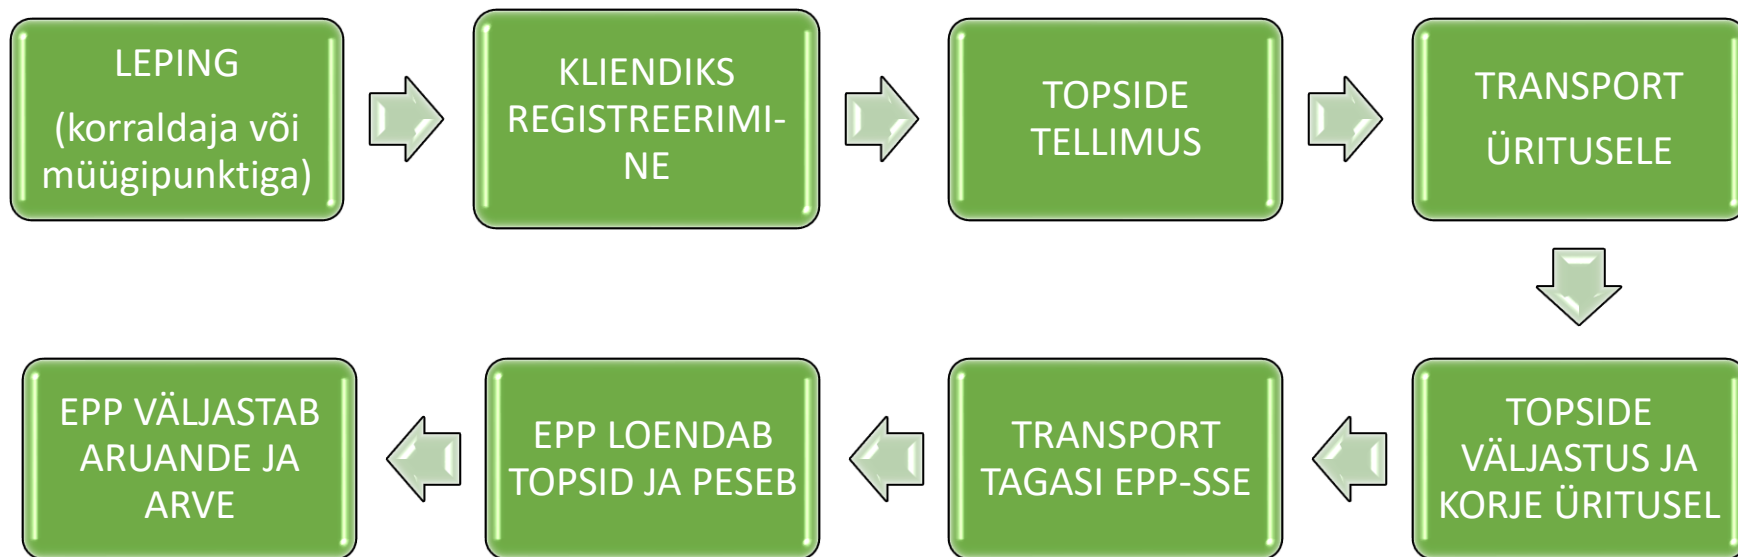 LEPING
(korraldaja või
müügipunktiga)
KLIENDIKS
REGISTREERIMI-
NE
TOPSIDE
TELLIMUS
TRANSPORT
ÜRITUSELE
TOPSIDE
VÄLJASTUS JA
KORJE ÜRITUSEL
TRANSPORT
TAGASI EPP-SSE
EPP LOENDAB
TOPSID JA PESEB
EPP VÄLJASTAB
ARUANDE JA
ARVE